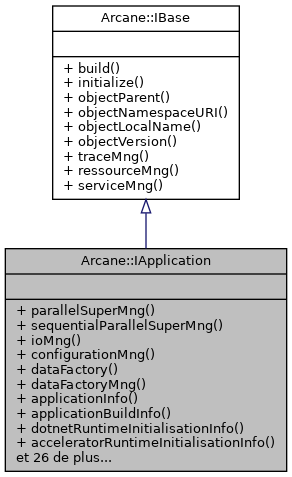 Arcane::IBase
+ build()
+ initialize()
+ objectParent()
+ objectNamespaceURI()
+ objectLocalName()
+ objectVersion()
+ traceMng()
+ ressourceMng()
+ serviceMng()
Arcane::IApplication
+ parallelSuperMng()
+ sequentialParallelSuperMng()
+ ioMng()
+ configurationMng()
+ dataFactory()
+ dataFactoryMng()
+ applicationInfo()
+ applicationBuildInfo()
+ dotnetRuntimeInitialisationInfo()
+ acceleratorRuntimeInitialisationInfo()
et 26 de plus...